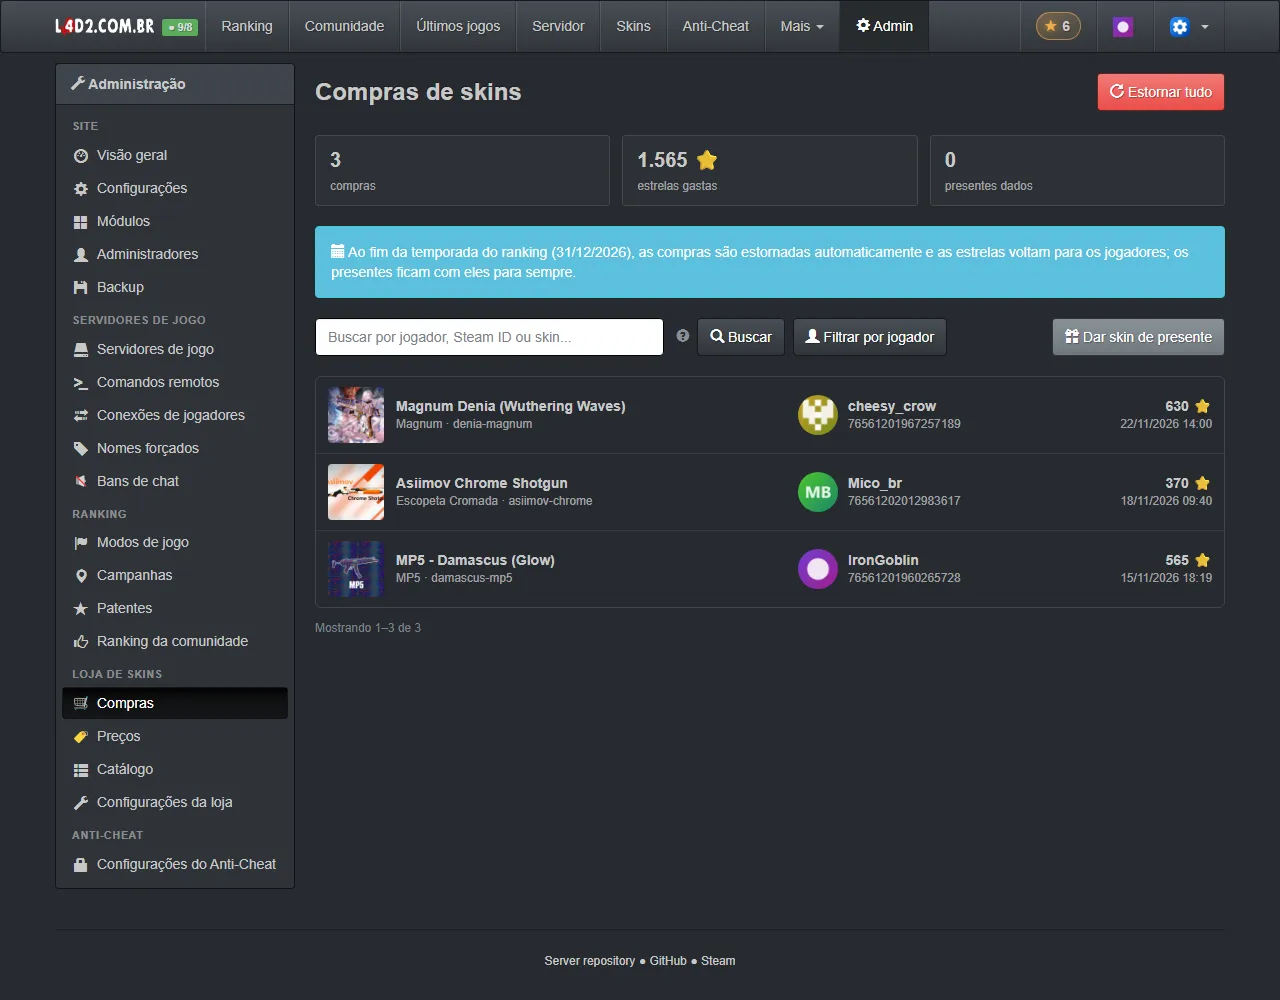 L4D2.COM.BR ● 9/8 Ranking Comunidade Últimos jogos Servidor Skins Anti-Cheat Mais Admin ★ 6
Administração
SITE
Visão geral
Configurações
Módulos
Administradores
Backup
SERVIDORES DE JOGO
Servidores de jogo
Comandos remotos
Conexões de jogadores
Nomes forçados
Bans de chat
RANKING
Modos de jogo
Campanhas
Patentes
Ranking da comunidade
LOJA DE SKINS
Compras
Preços
Catálogo
Configurações da loja
ANTI-CHEAT
Configurações do Anti-Cheat
Compras de skins
Estornar tudo
3
compras
1.565
estrelas gastas
0
presentes dados
Ao fim da temporada do ranking (31/12/2026), as compras são estornadas automaticamente e as estrelas voltam para os jogadores; os
presentes ficam com eles para sempre.
Buscar por jogador, Steam ID ou skin...
?
Buscar
Filtrar por jogador
Dar skin de presente
Magnum Denia (Wuthering Waves)
Magnum · denia-magnum
cheesy_crow
76561201967257189
630
22/11/2026 14:00
asiimov
Chrome Shotgun
Asiimov Chrome Shotgun
Escopeta Cromada · asiimov-chrome
MB
Mico_br
76561202012983617
370
18/11/2026 09:40
MP5
MP5 - Damascus (Glow)
MP5 · damascus-mp5
IronGoblin
76561201960265728
565
15/11/2026 18:19
Mostrando 1–3 de 3
Server repository ● GitHub ● Steam